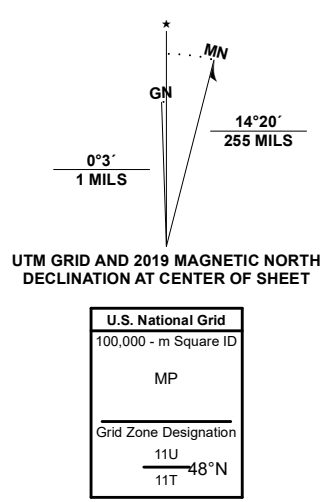 ★
MN
GN
14°20´
255 MILS
0°3´
1 MILS
UTM GRID AND 2019 MAGNETIC NORTH
DECLINATION AT CENTER OF SHEET
U.S. National Grid
100,000 - m Square ID
MP
Grid Zone Designation
11U
48°N
11T